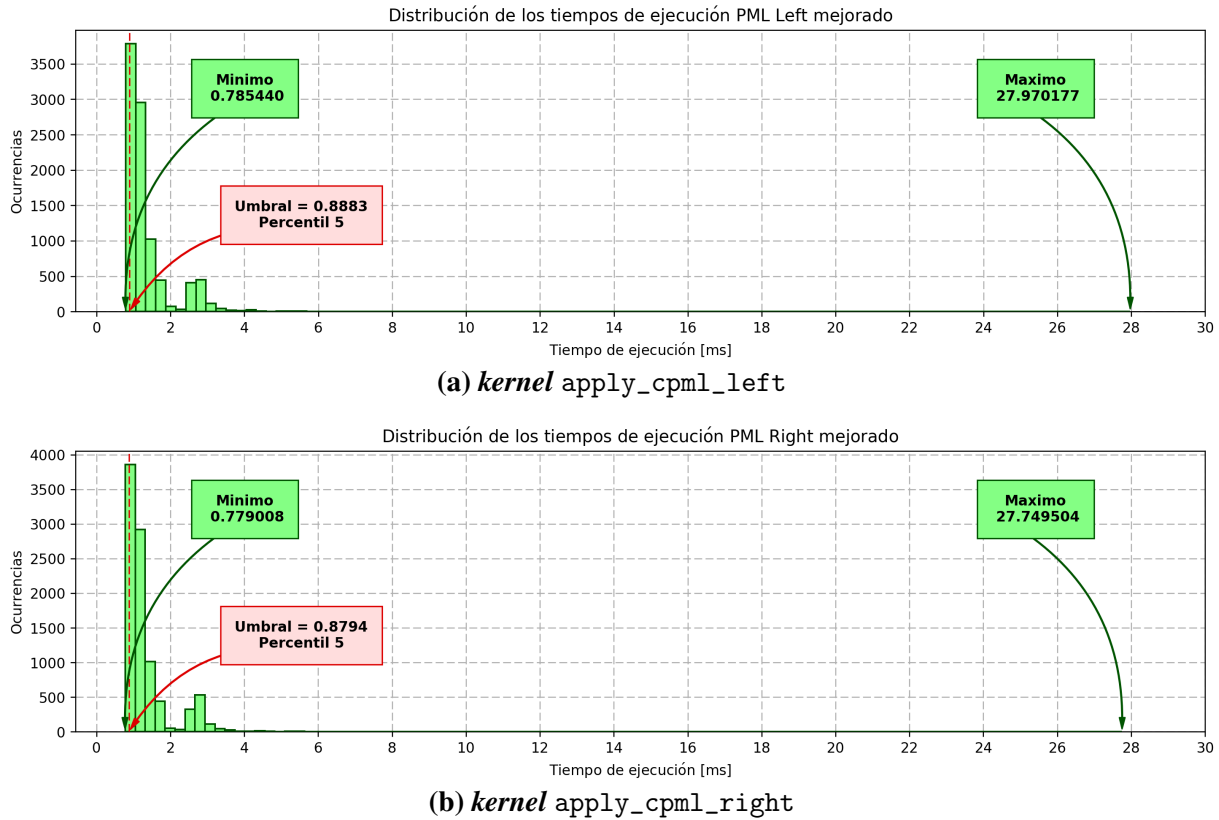 Distribución de los tiempos de ejecución PML Left mejorado
Ocurrencias
3500
3000
2500
2000
1500
1000
500
0
Minimo
0.785440
Maximo
27.970177
Umbral = 0.8883
Percentil 5
0 2 4 6 8 10 12 14 16 18 20 22 24 26 28 30
Tiempo de ejecución [ms]
(a) kernel apply_cpml_left
Distribución de los tiempos de ejecución PML Right mejorado
Ocurrencias
4000
3500
3000
2500
2000
1500
1000
500
0
Minimo
0.779008
Maximo
27.749504
Umbral = 0.8794
Percentil 5
0 2 4 6 8 10 12 14 16 18 20 22 24 26 28 30
Tiempo de ejecución [ms]
(b) kernel apply_cpml_right